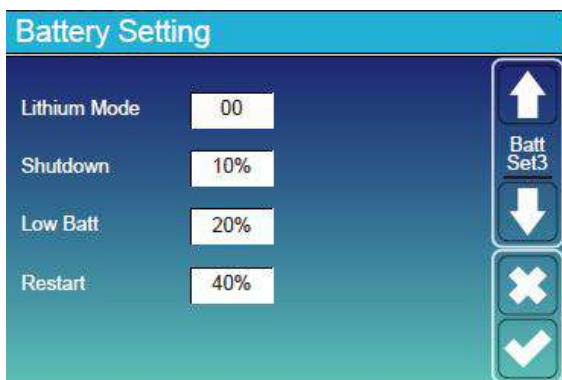 Battery Setting
Lithium Mode 00
Shutdown 10%
Low Batt 20%
Restart 40%
Batt
Set3